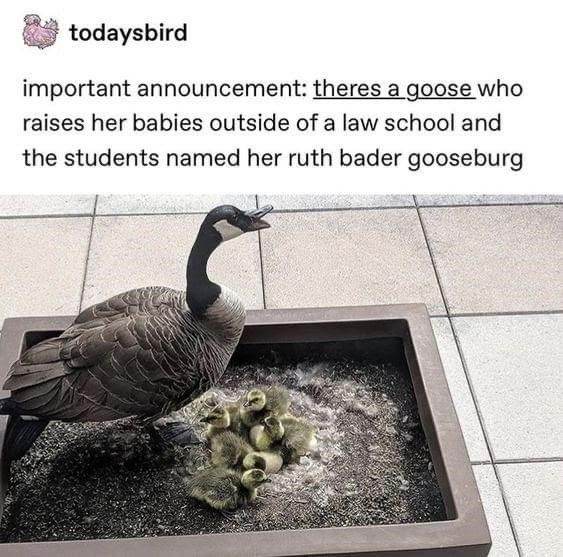 todaysbird
important announcement: theres a goose who
raises her babies outside of a law school and
the students named her ruth bader gooseburg